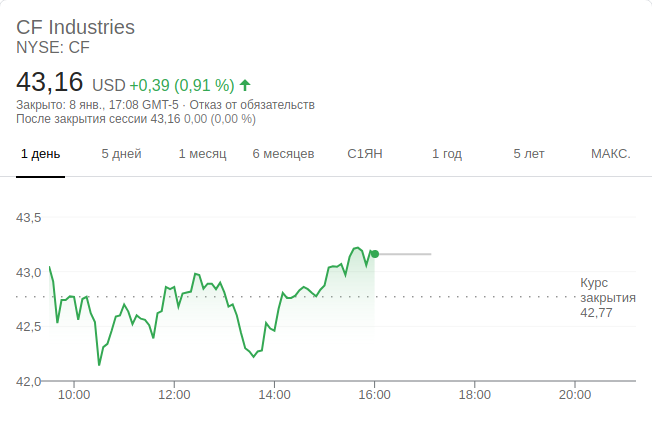 CF Industries
NYSE: CF
43,16 USD +0,39 (0,91 %)
Закрыто: 8 янв., 17:08 GMT-5 · Отказ от обязательств
После закрытия сессии 43,16 0,00 (0,00 %)
1 день 5 дней 1 месяц 6 месяцев С1ЯН 1 год 5 лет МАКС.
43,5
43,0
Курс
закрытия
42,77
42,5
42,0
10:00 12:00 14:00 16:00 18:00 20:00